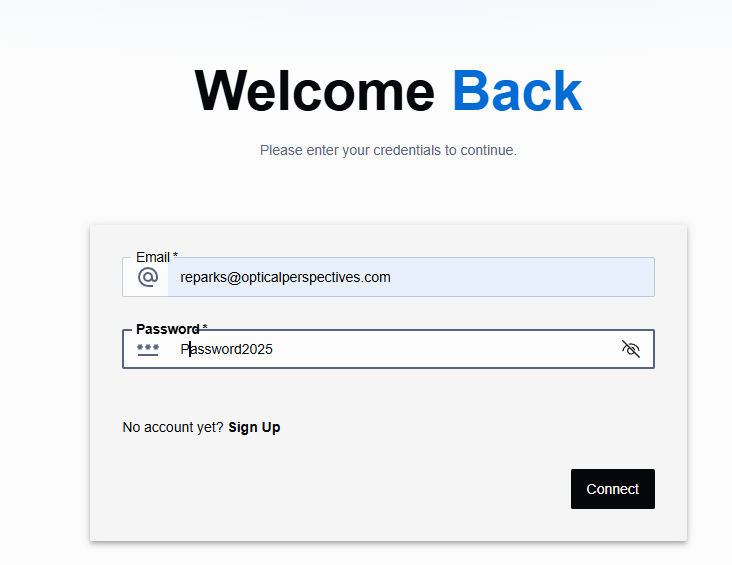 Welcome Back
Please enter your credentials to continue.
Email *
reparks@opticalperspectives.com
Password *
Password2025
No account yet? Sign Up
Connect